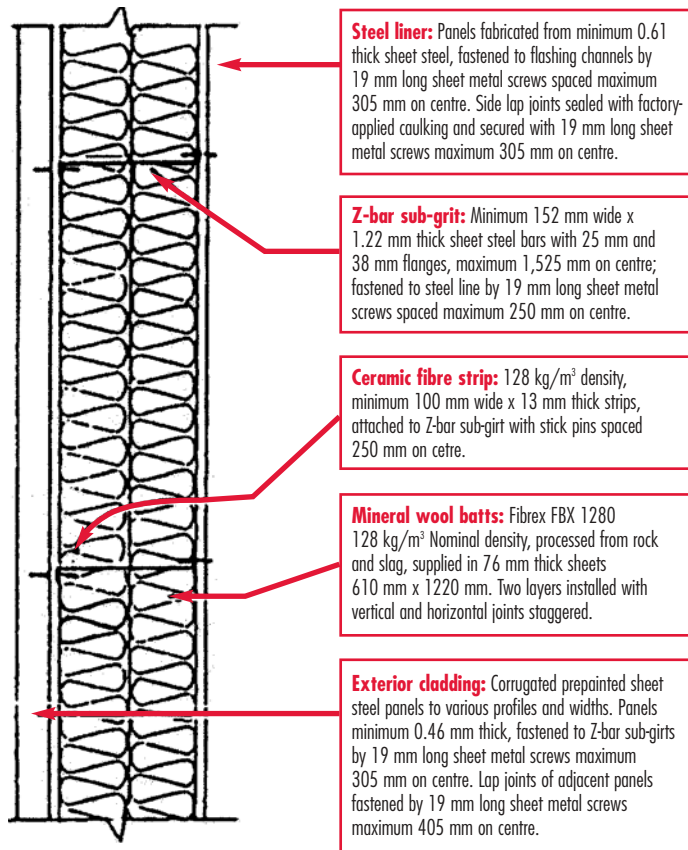 Steel liner: Panels fabricated from minimum 0.61
thick sheet steel, fastened to flashing channels by
19 mm long sheet metal screws spaced maximum
305 mm on centre. Side lap joints sealed with factory-
applied caulking and secured with 19 mm long sheet
metal screws maximum 305 mm on centre.
Z-bar sub-grit: Minimum 152 mm wide x
1.22 mm thick sheet steel bars with 25 mm and
38 mm flanges, maximum 1,525 mm on centre;
fastened to steel line by 19 mm long sheet metal
screws spaced maximum 250 mm on centre.
Ceramic fibre strip: 128 kg/m³ density,
minimum 100 mm wide x 13 mm thick strips,
attached to Z-bar sub-girt with stick pins spaced
250 mm on cetre.
Mineral wool batts: Fibrex FBX 1280
128 kg/m³ Nominal density, processed from rock
and slag, supplied in 76 mm thick sheets
610 mm x 1220 mm. Two layers installed with
vertical and horizontal joints staggered.
Exterior cladding: Corrugated prepainted sheet
steel panels to various profiles and widths. Panels
minimum 0.46 mm thick, fastened to Z-bar sub-girts
by 19 mm long sheet metal screws maximum
305 mm on centre. Lap joints of adjacent panels
fastened by 19 mm long sheet metal screws
maximum 405 mm on centre.